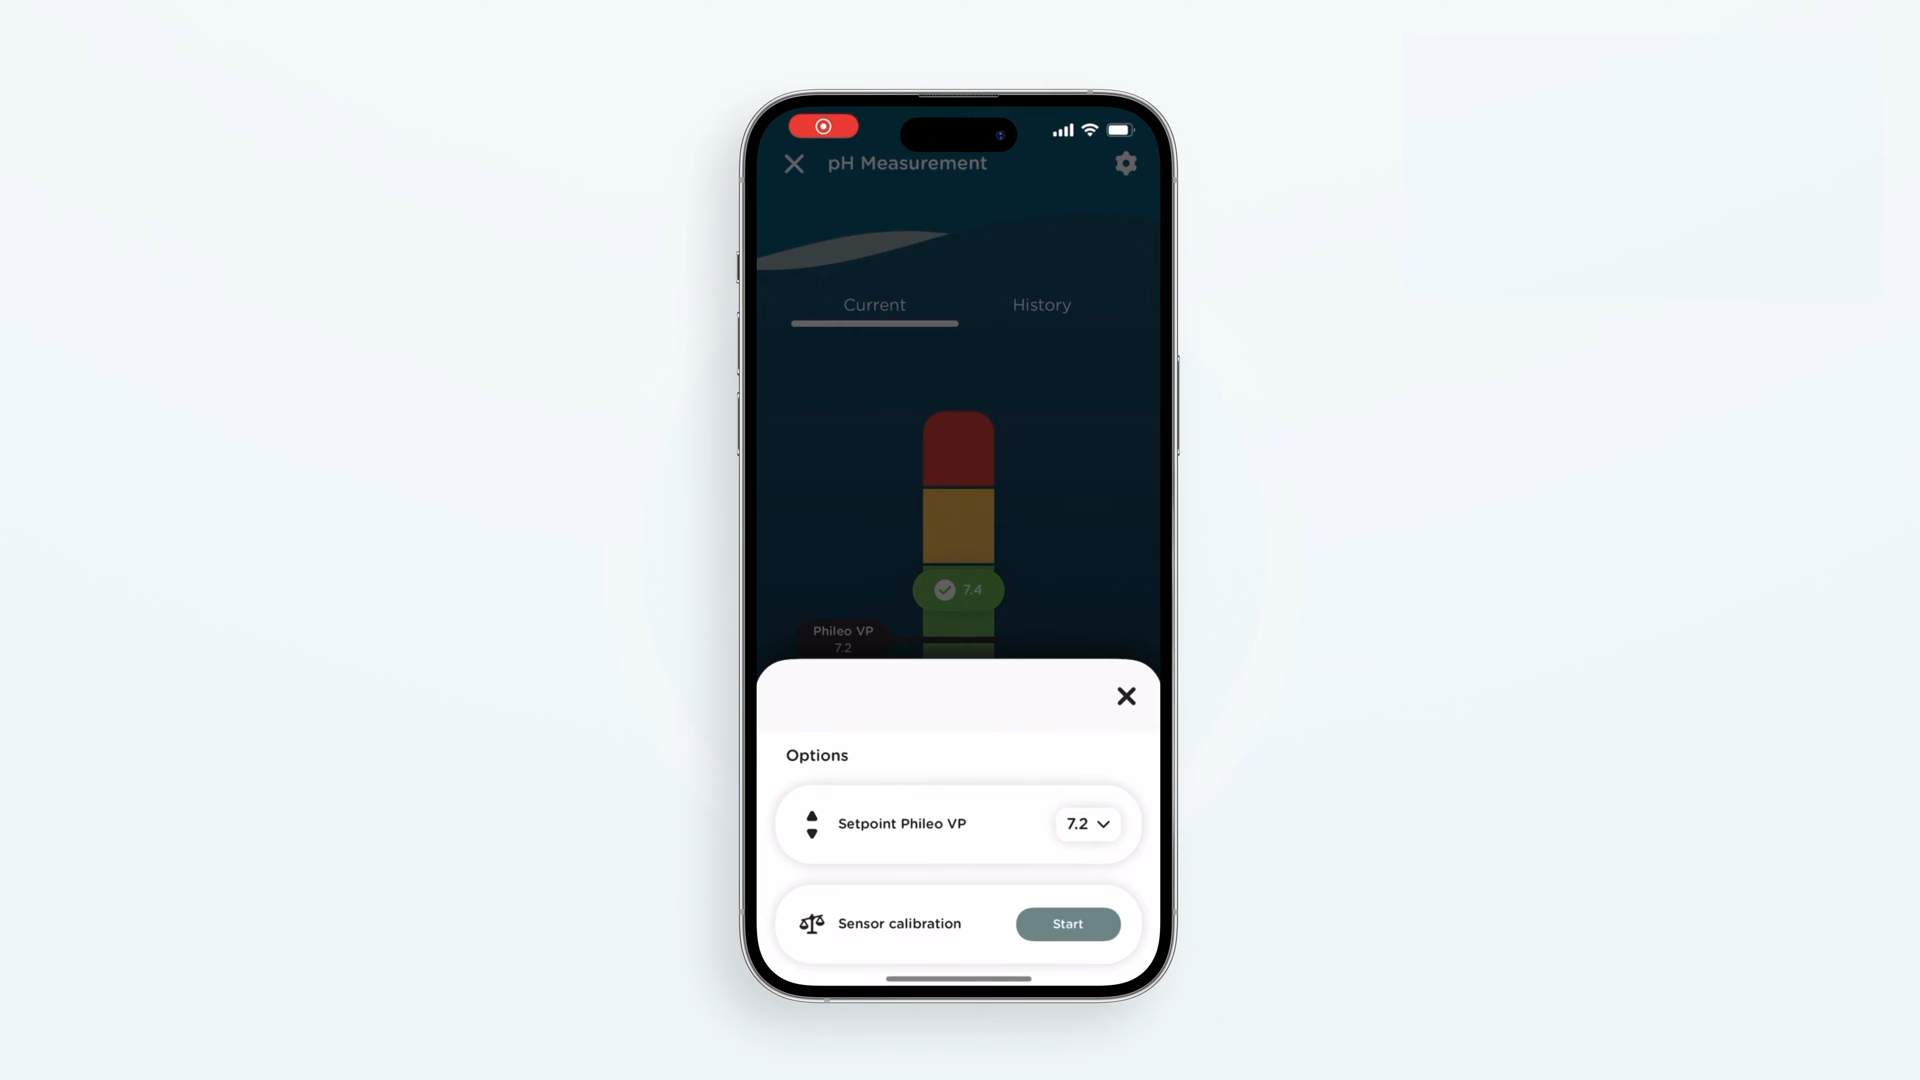 pH Measurement
Current
History
7.4
Phileo VP
7.2
Options
Setpoint Phileo VP
7.2
Sensor calibration
Start